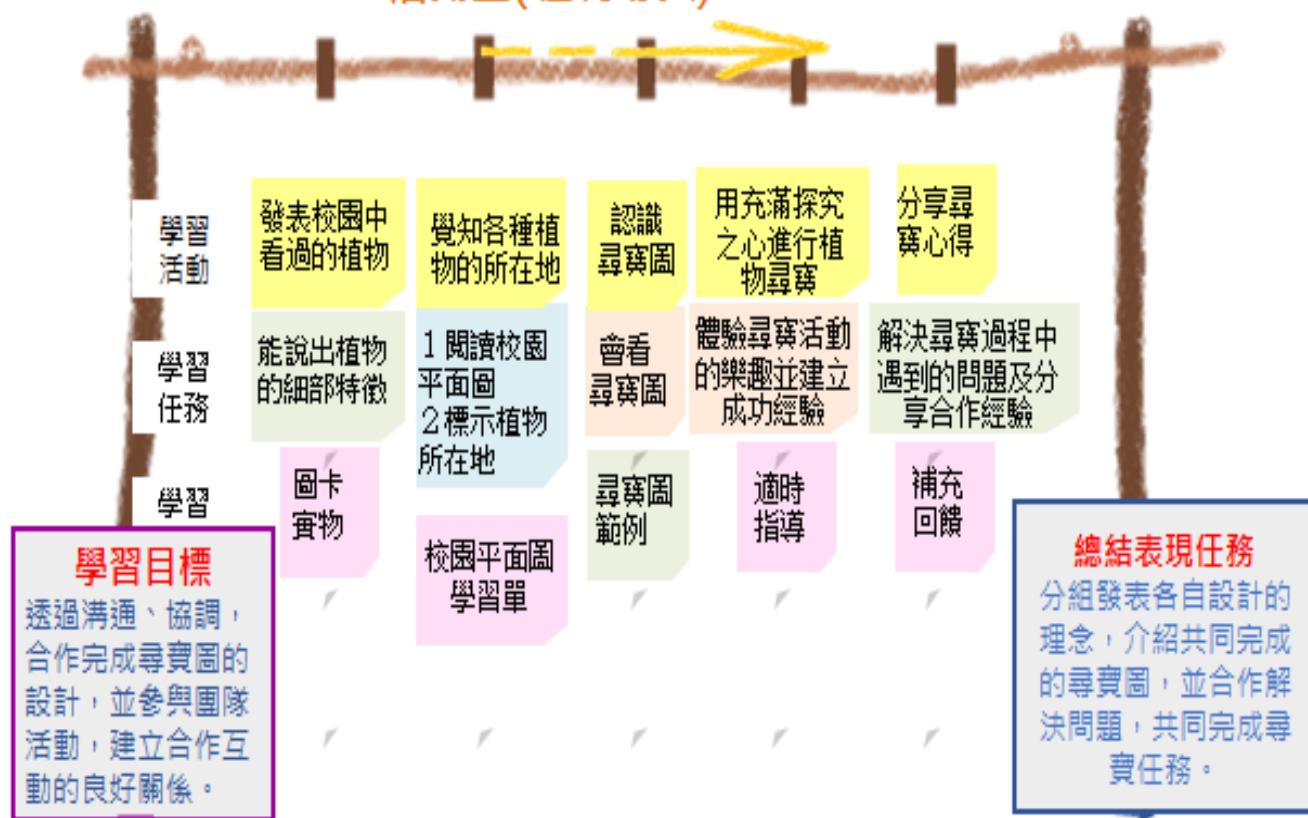 學習
活動
發表校園中
看過的植物
覺知各種植
物的所在地
認識
尋寶圖
用充滿探究
之心進行植
物尋寶
分享尋
寶心得
學習
任務
能說出植物
的細部特徵
1閱讀校園
平面圖
2標示植物
所在地
會看
尋寶圖
體驗尋寶活動
的樂趣並建立
成功經驗
解決尋寶過程中
遇到的問題及分
享合作經驗
學習
圖卡
實物
校園平面圖
學習單
尋寶圖
範例
適時
指導
補充
回饋
學習目標
透過溝通、協調，
合作完成尋寶圖的
設計，並參與團隊
活動，建立合作互
動的良好關係。
總結表現任務
分組發表各自設計的
理念，介紹共同完成
的尋寶圖，並合作解
決問題，共同完成尋
寶任務。